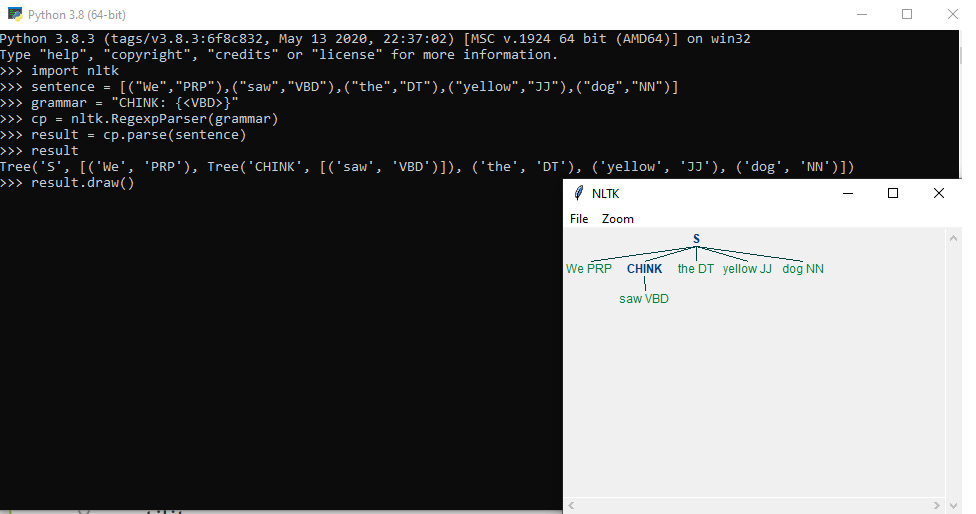 Python 3.8 (64-bit)
Python 3.8.3 (tags/v3.8.3:6f8c832, May 13 2020, 22:37:02) [MSC v.1924 64 bit (AMD64)] on win32
Type "help", "copyright", "credits" or "license" for more information.
>>> import nltk
>>> sentence = [("We","PRP"),("saw","VBD"),("the","DT"),("yellow","JJ"),("dog","NN")]
>>> grammar = "CHINK: {<VBD>}"
>>> cp = nltk.RegexpParser(grammar)
>>> result = cp.parse(sentence)
>>> result
Tree('S', [('We', 'PRP'), Tree('CHINK', [('saw', 'VBD')]), ('the', 'DT'), ('yellow', 'JJ'), ('dog', 'NN')])
>>> result.draw()
NLTK
File Zoom
S
We PRP CHINK the DT yellow JJ dog NN
saw VBD